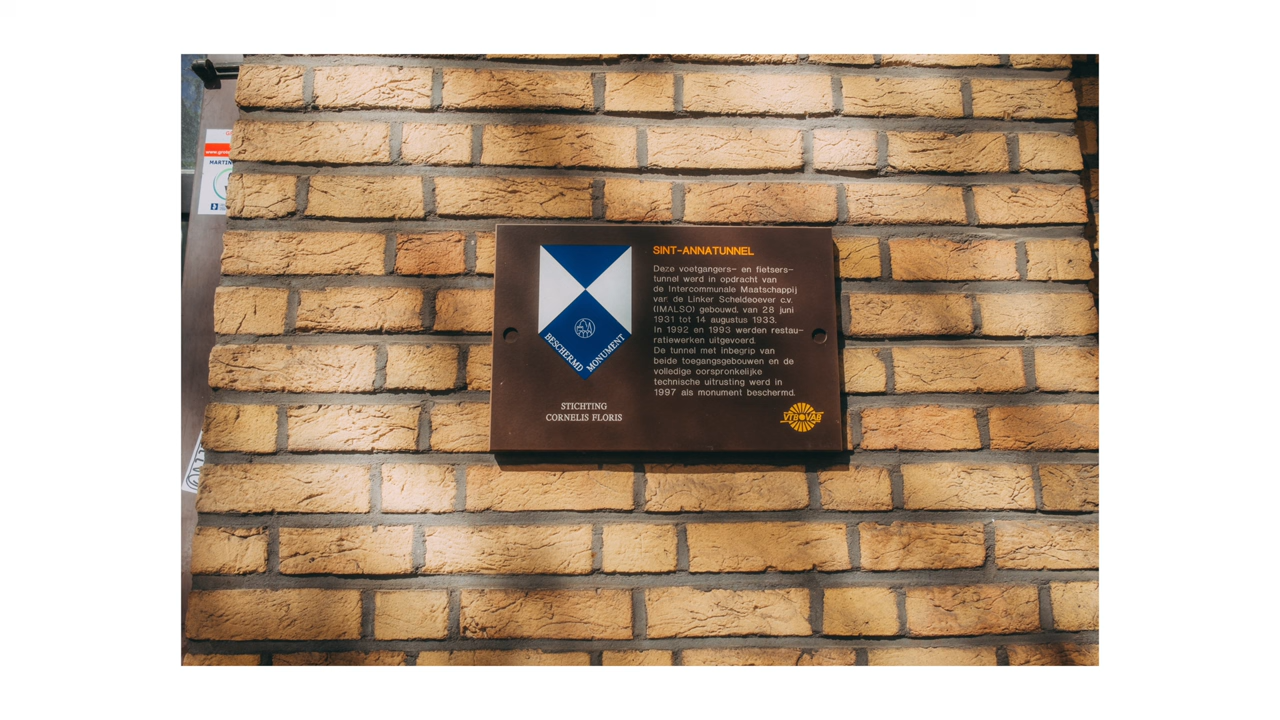 MARTIN
BESCHERMD MONUMENT
STICHTING
CORNELIS FLORIS
SINT-ANNATUNNEL
Deze voetgangers- en fietsers-
tunnel werd in opdracht van
de Intercommunale Maatschappij
van de Linker Scheldeoever c.v.
(IMALSO) gebouwd, van 28 juni
1931 tot 14 augustus 1933.
In 1992 en 1993 werden restau-
ratiewerken uitgevoerd.
De tunnel met inbegrip van
beide toegangsgebouwen en de
volledige oorspronkelijke
technische uitrusting werd in
1997 als monument beschermd.
VTB-VAB